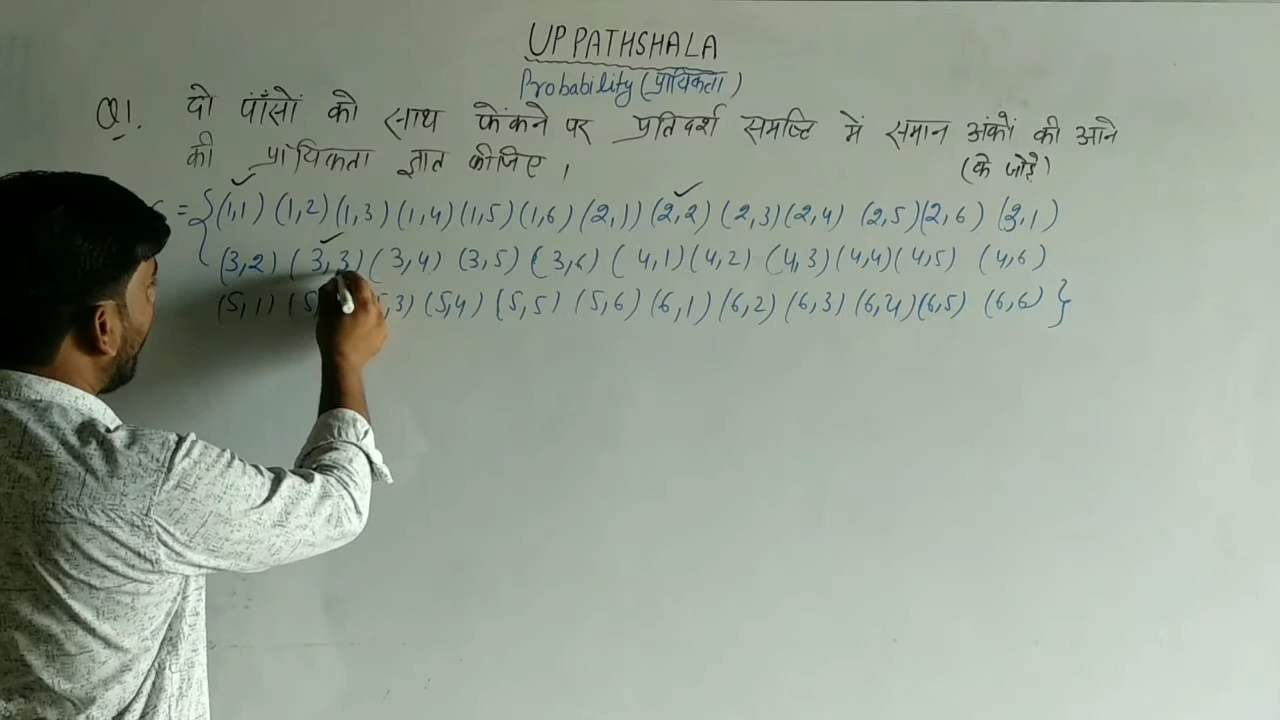 UP PATHSHALA
Probability (प्रायिकता)
Q1. दो पाँसों को साथ फेंकने पर प्रतिदर्श समष्टि में समान अंकों की आने
की प्रायिकता ज्ञात कीजिए। (के जोड़े)
= {(1,1) (1,2) (1,3) (1,4) (1,5) (1,6) (2,1) (2,2) (2,3) (2,4) (2,5) (2,6) (3,1)
(3,2) (3,3) (3,4) (3,5) (3,6) (4,1) (4,2) (4,3) (4,4) (4,5) (4,6)
(5,1) (5, ,3) (5,4) (5,5) (5,6) (6,1) (6,2) (6,3) (6,4) (6,5) (6,6) }